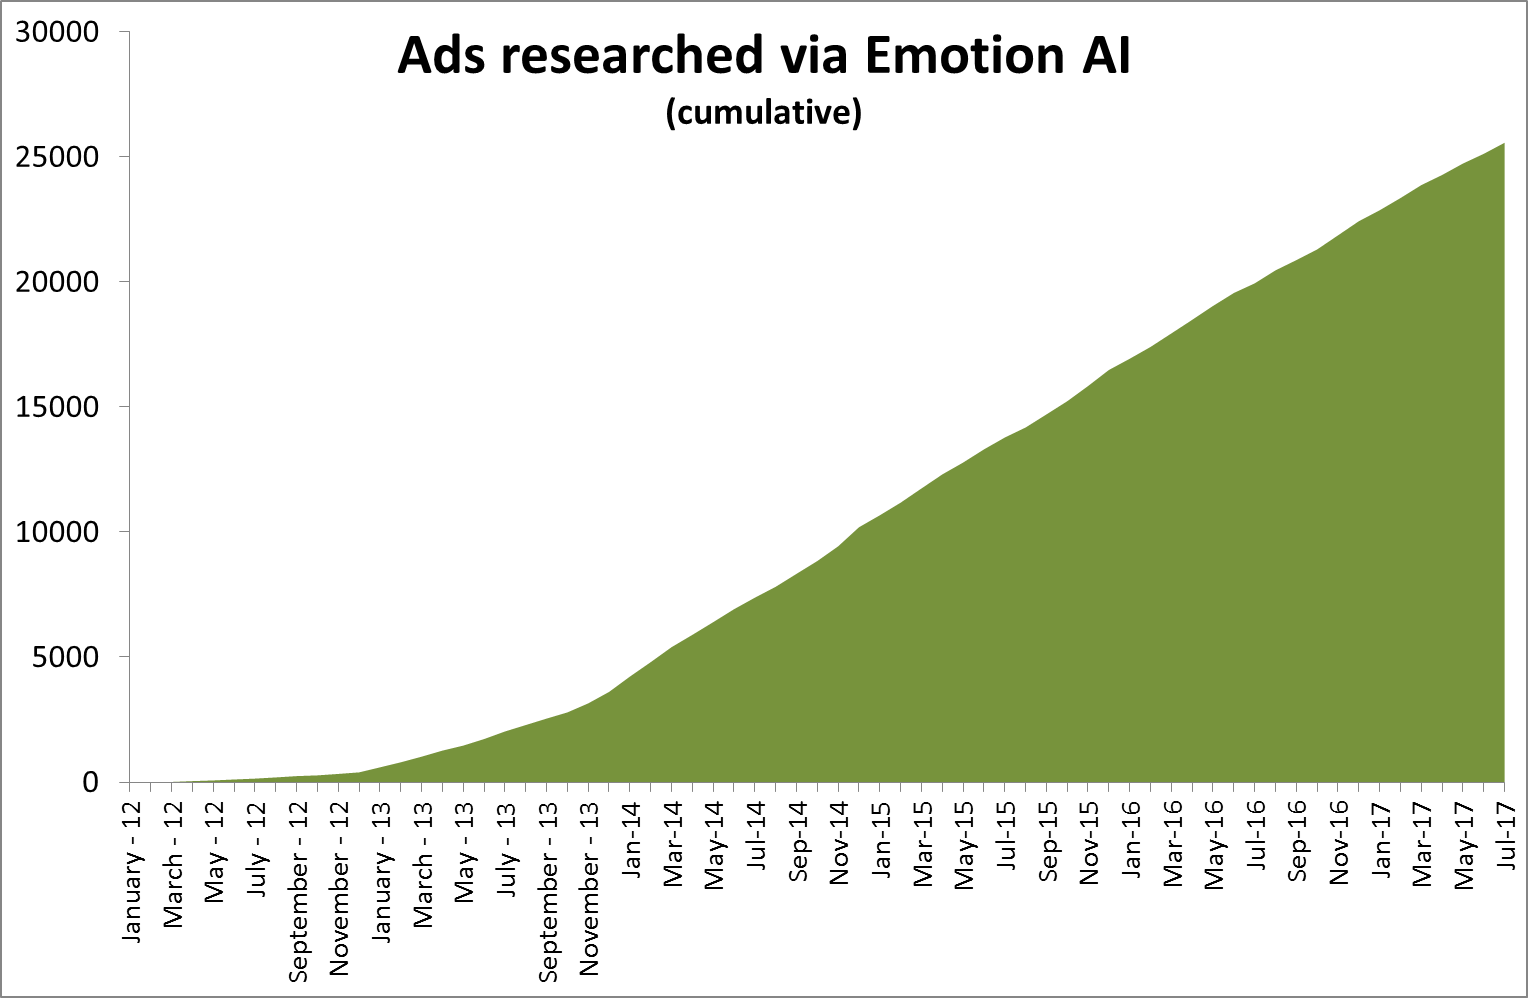 Ads researched via Emotion AI
(cumulative)
30000
25000
20000
15000
10000
5000
0
January - 12
March - 12
May - 12
July - 12
September - 12
November - 12
January - 13
March - 13
May - 13
July - 13
September - 13
November - 13
Jan-14
Mar-14
May-14
Jul-14
Sep-14
Nov-14
Jan-15
Mar-15
May-15
Jul-15
Sep-15
Nov-15
Jan-16
Mar-16
May-16
Jul-16
Sep-16
Nov-16
Jan-17
Mar-17
May-17
Jul-17